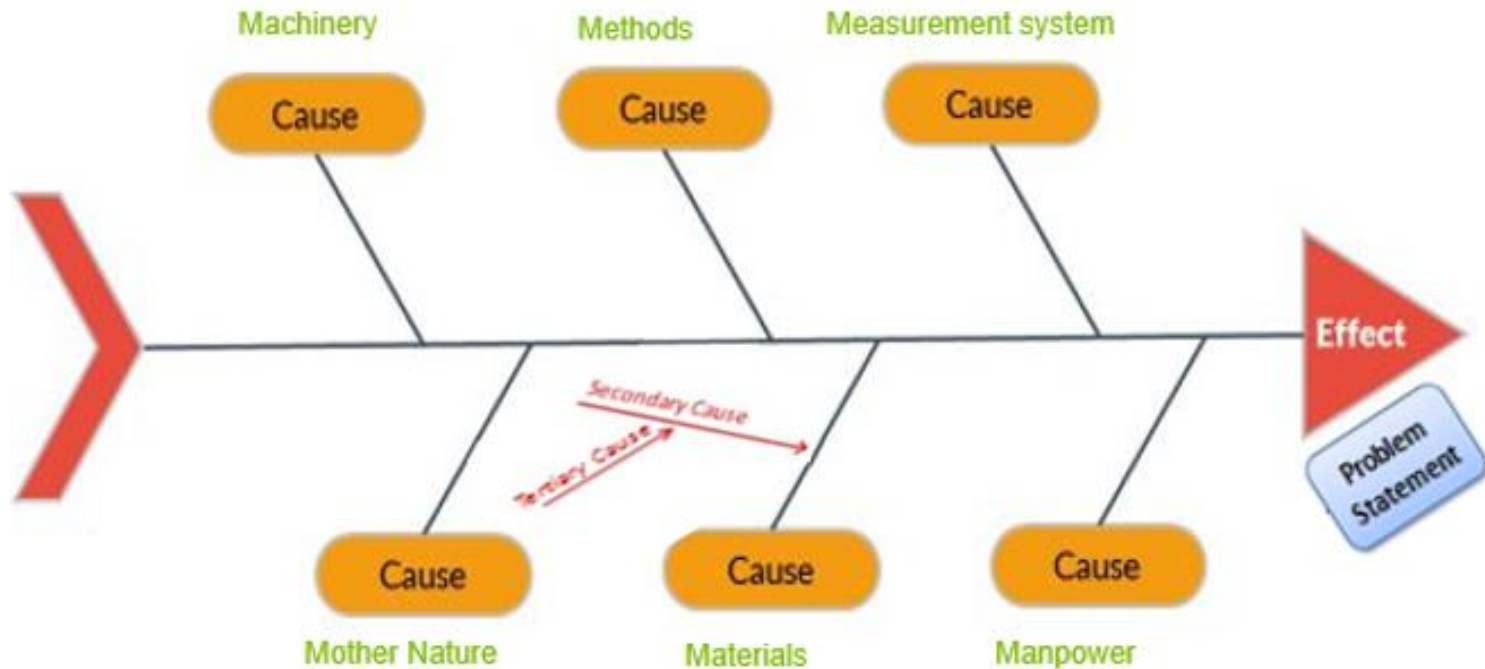 Machinery
Methods
Measurement system
Cause
Cause
Cause
Effect
Secondary Cause
Tertiary Cause
Problem
Statement
Cause
Cause
Cause
Mother Nature
Materials
Manpower